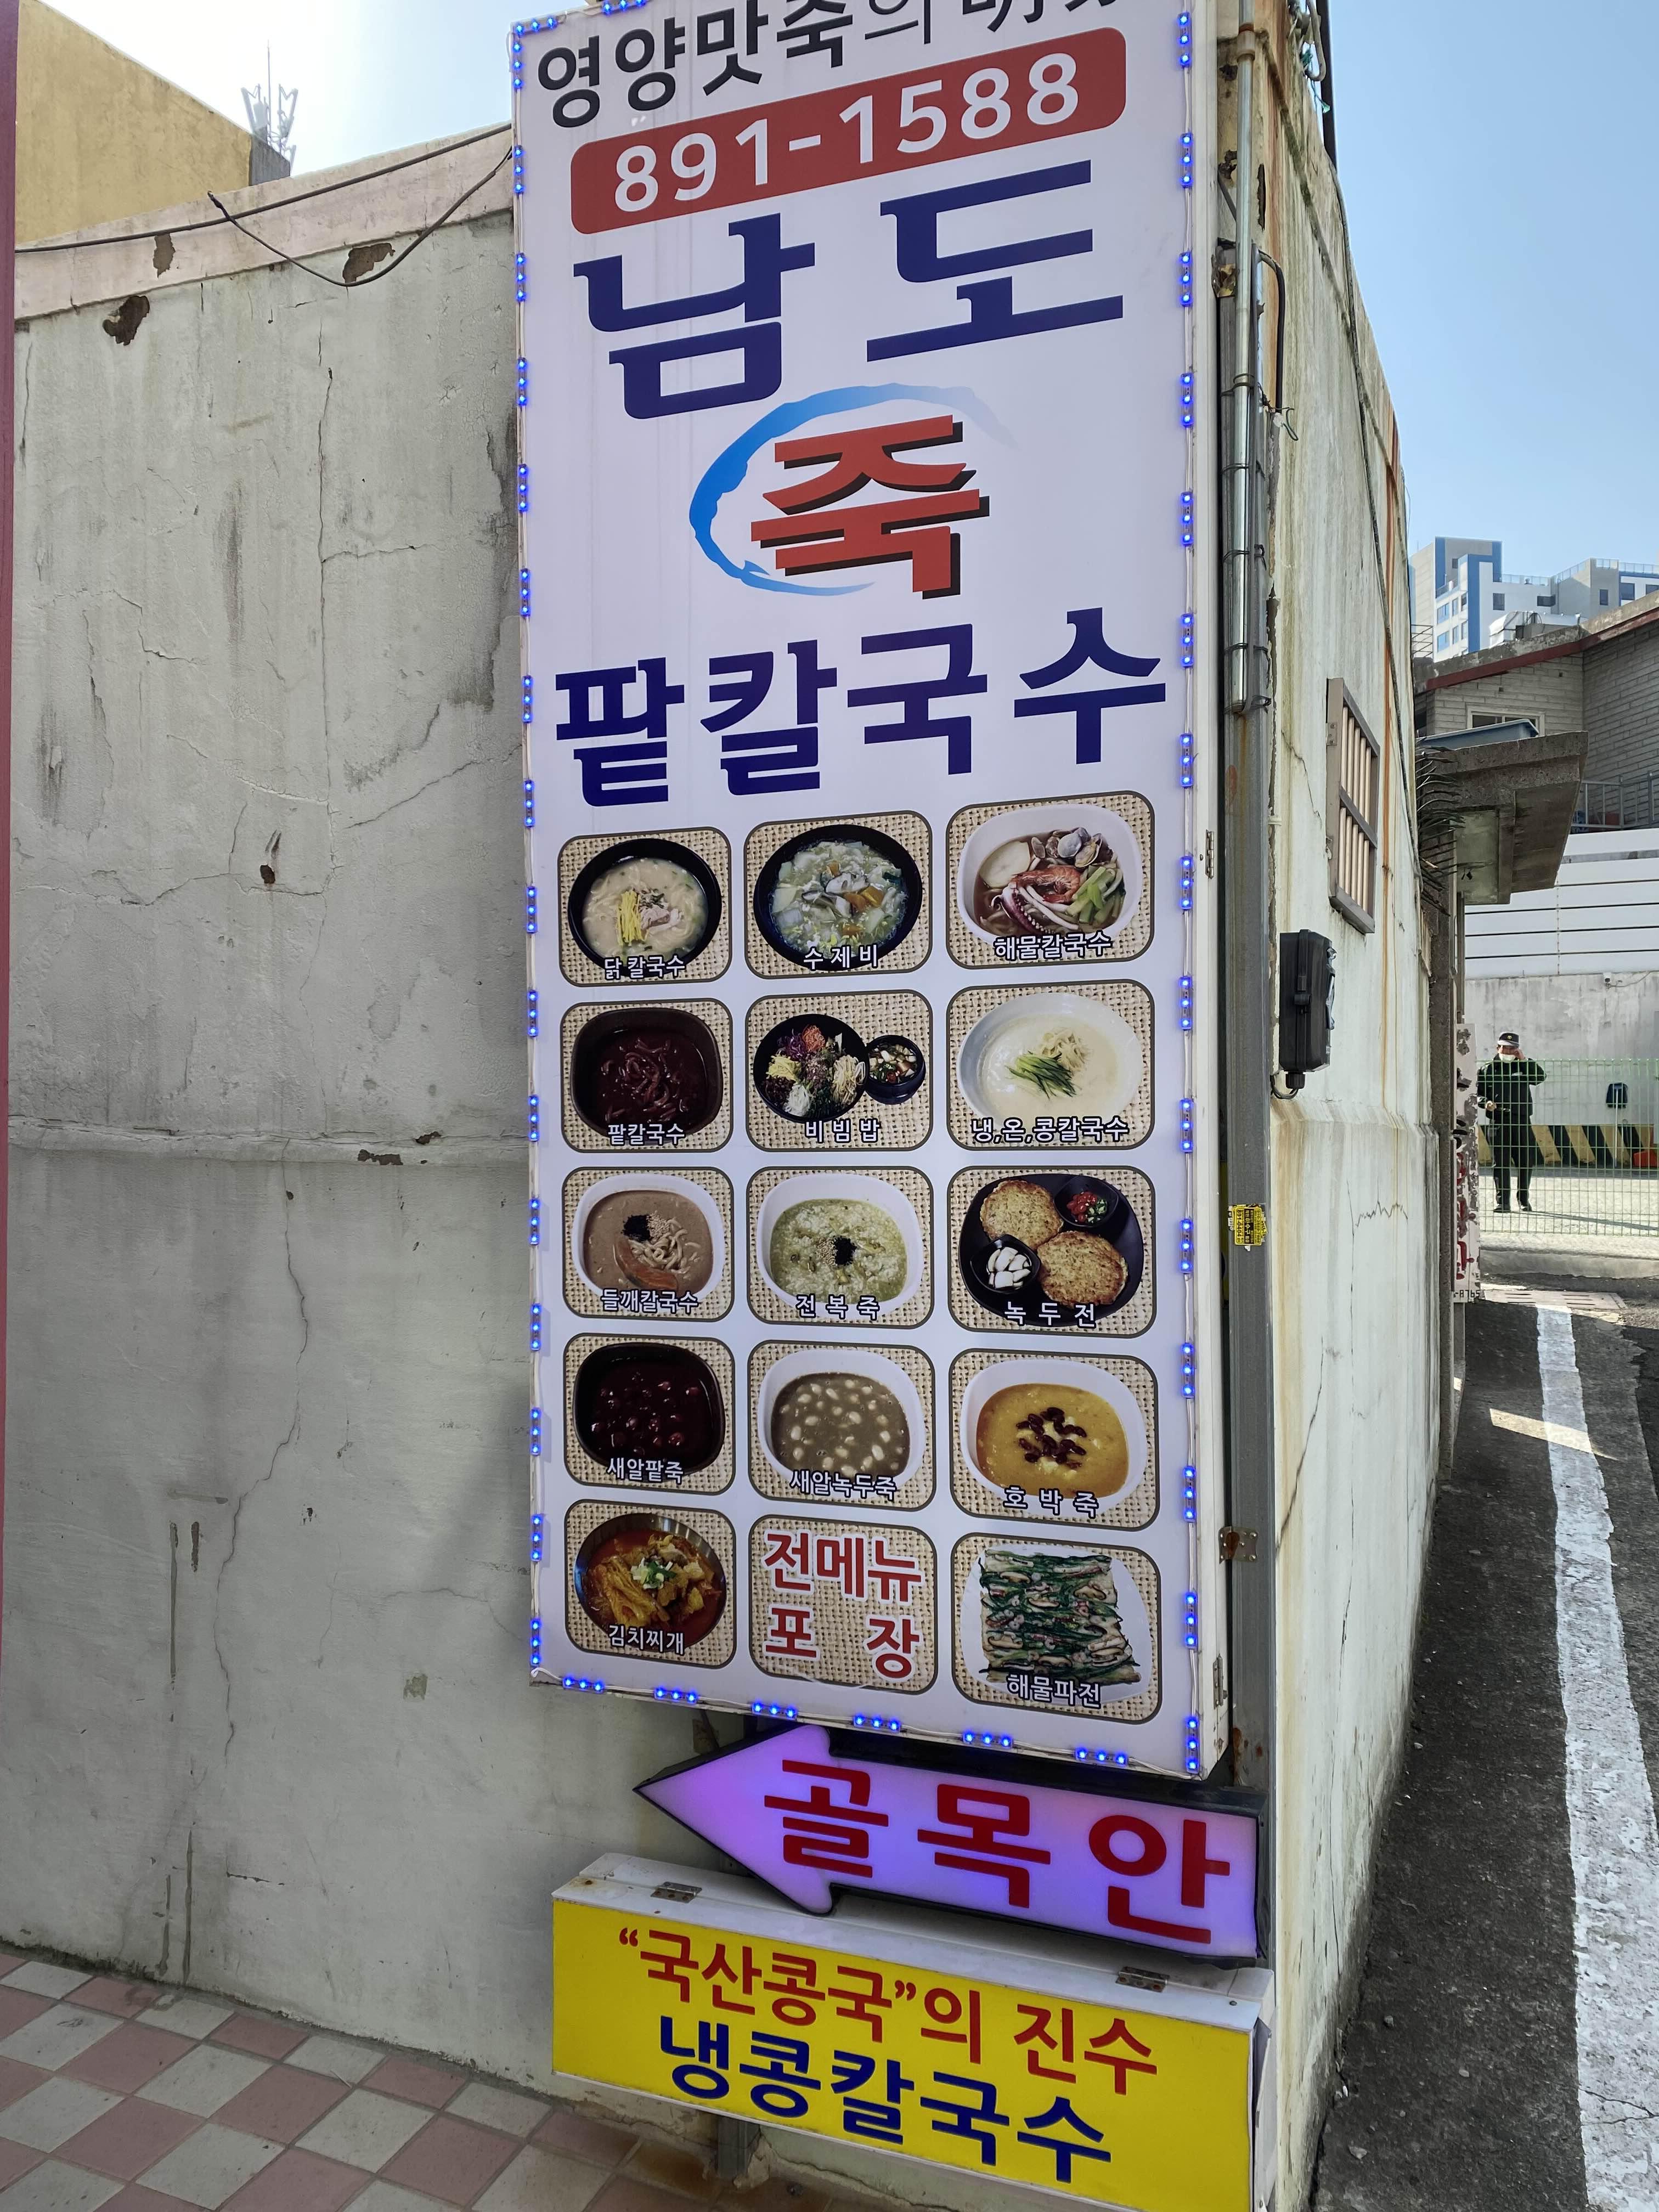 영양맛죽의
891-1588
남도
죽
팥칼국수
닭칼국수
수제비
해물칼국수
팥칼국수
비빔밥
냉,온,콩칼국수
들깨칼국수
전복죽
녹두전
새알팥죽
새알녹두죽
호박죽
김치찌개
전메뉴
포 장
해물파전
골목안
“국산콩국”의 진수
냉콩칼국수